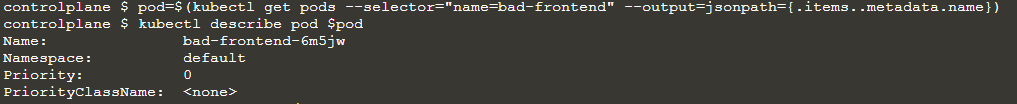 controlplane $ pod=$(kubectl get pods --selector="name=bad-frontend" --output=jsonpath={.items..metadata.name})
controlplane $ kubectl describe pod $pod
Name:               bad-frontend-6m5jw
Namespace:          default
Priority:           0
PriorityClassName:  <none>